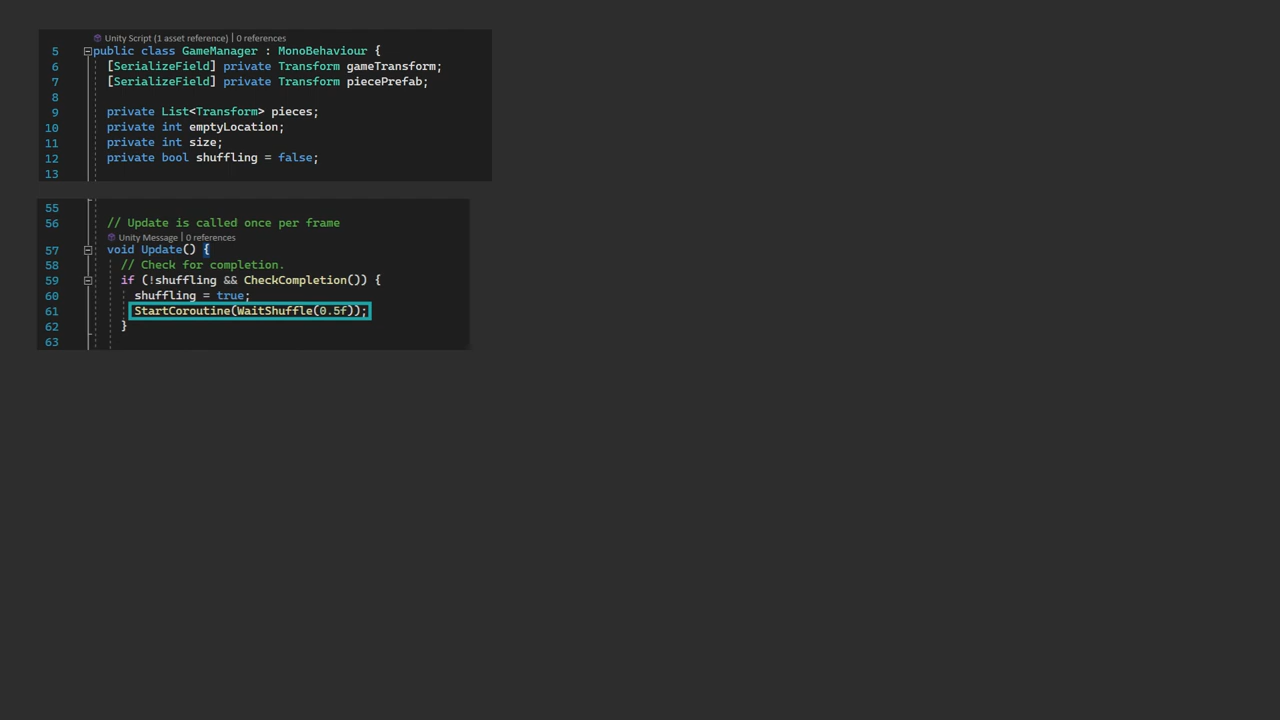 Unity Script (1 asset reference) | 0 references
5 public class GameManager : MonoBehaviour {
6 [SerializeField] private Transform gameTransform;
7 [SerializeField] private Transform piecePrefab;
8
9 private List<Transform> pieces;
10 private int emptyLocation;
11 private int size;
12 private bool shuffling = false;
13
55
56 // Update is called once per frame
Unity Message | 0 references
57 void Update() {
58 // Check for completion.
59 if (!shuffling && CheckCompletion()) {
60 shuffling = true;
61 StartCoroutine(WaitShuffle(0.5f));
62 }
63